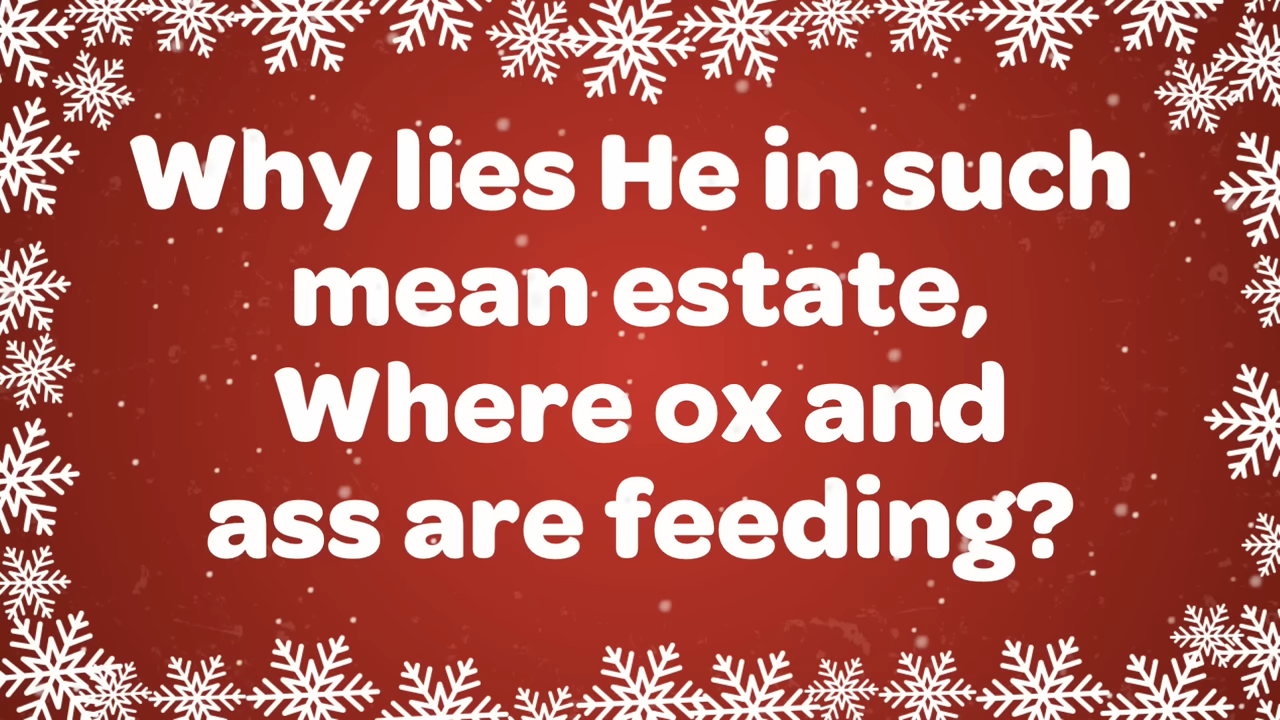 Why lies He in such
mean estate,
Where ox and
ass are feeding?